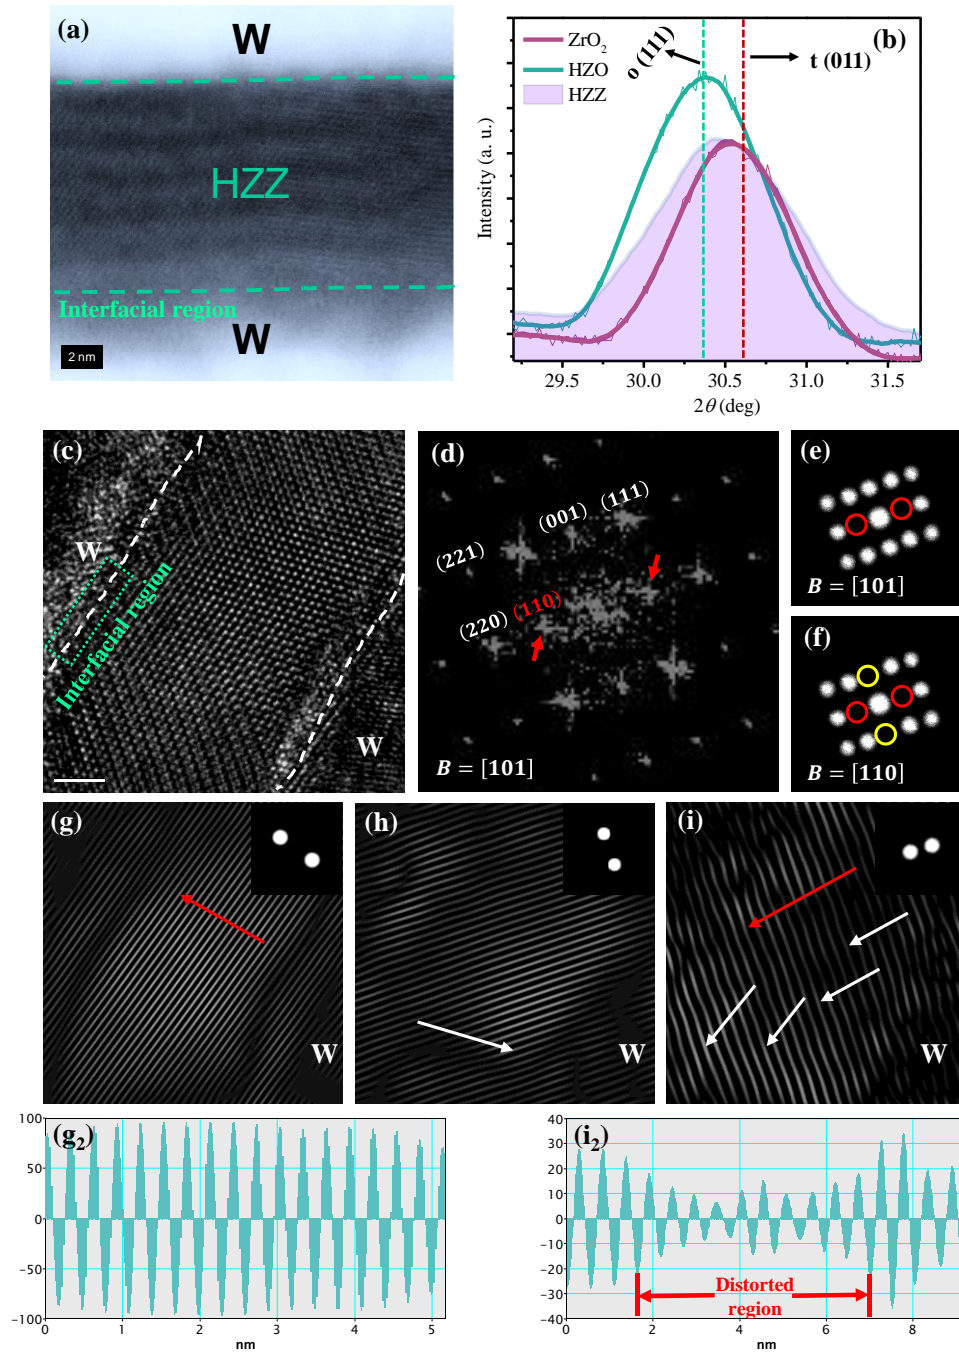 (a)
W
HZZ
Interfacial region
W
2 nm
(b)
ZrO₂
HZO
HZZ
o (111)
t (011)
Intensity (a. u.)
29.5 30.0 30.5 31.0 31.5
2θ (deg)
(c)
W
Interfacial region
W
(d)
(001) (111)
(221)
(110)
(220)
B = [101]
(e)
B = [101]
(f)
B = [110]
(g)
W
(h)
W
(i)
W
(g₂)
100
50
0
-50
-100
0 1 2 3 4 5
nm
(i₂)
40
30
20
10
0
-10
-20
-30
-40
Distorted
region
0 2 4 6 8
nm